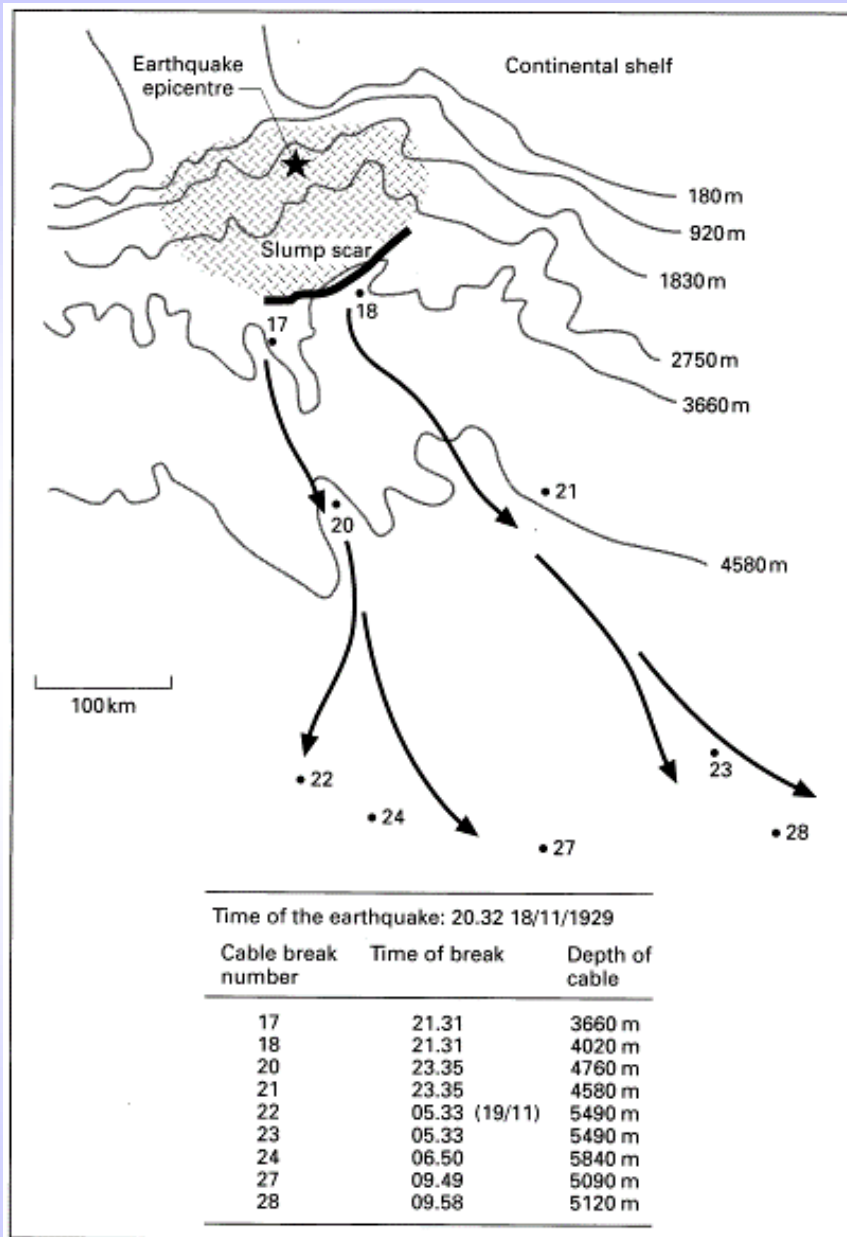 Earthquake
epicentre
Continental shelf
180 m
920 m
1830 m
Slump scar
18
17
2750 m
3660 m
21
20
4580 m
100 km
23
22
24
28
27
Time of the earthquake: 20.32 18/11/1929
Cable break number Time of break Depth of cable
17 21.31 3660 m
18 21.31 4020 m
20 23.35 4760 m
21 23.35 4580 m
22 05.33 (19/11) 5490 m
23 05.33 5490 m
24 06.50 5840 m
27 09.49 5090 m
28 09.58 5120 m